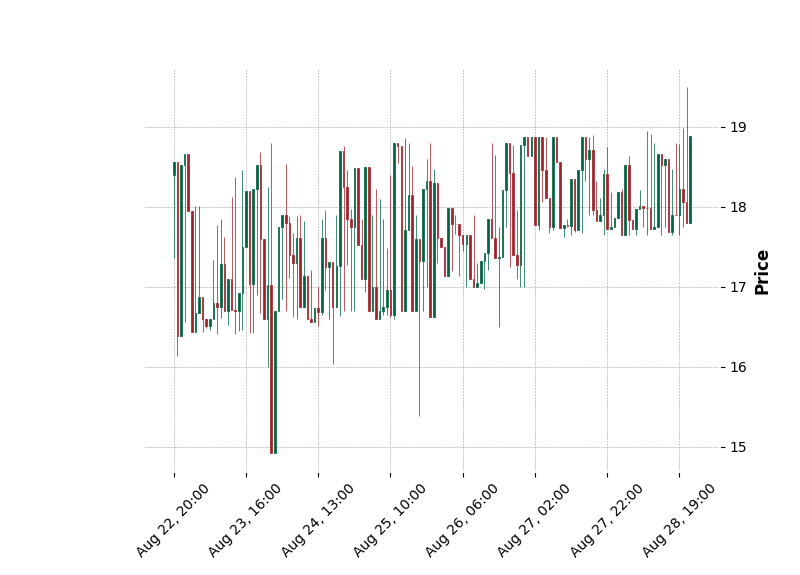 19
18
17
16
15
Price
Aug 22, 20:00
Aug 23, 16:00
Aug 24, 13:00
Aug 25, 10:00
Aug 26, 06:00
Aug 27, 02:00
Aug 27, 22:00
Aug 28, 19:00